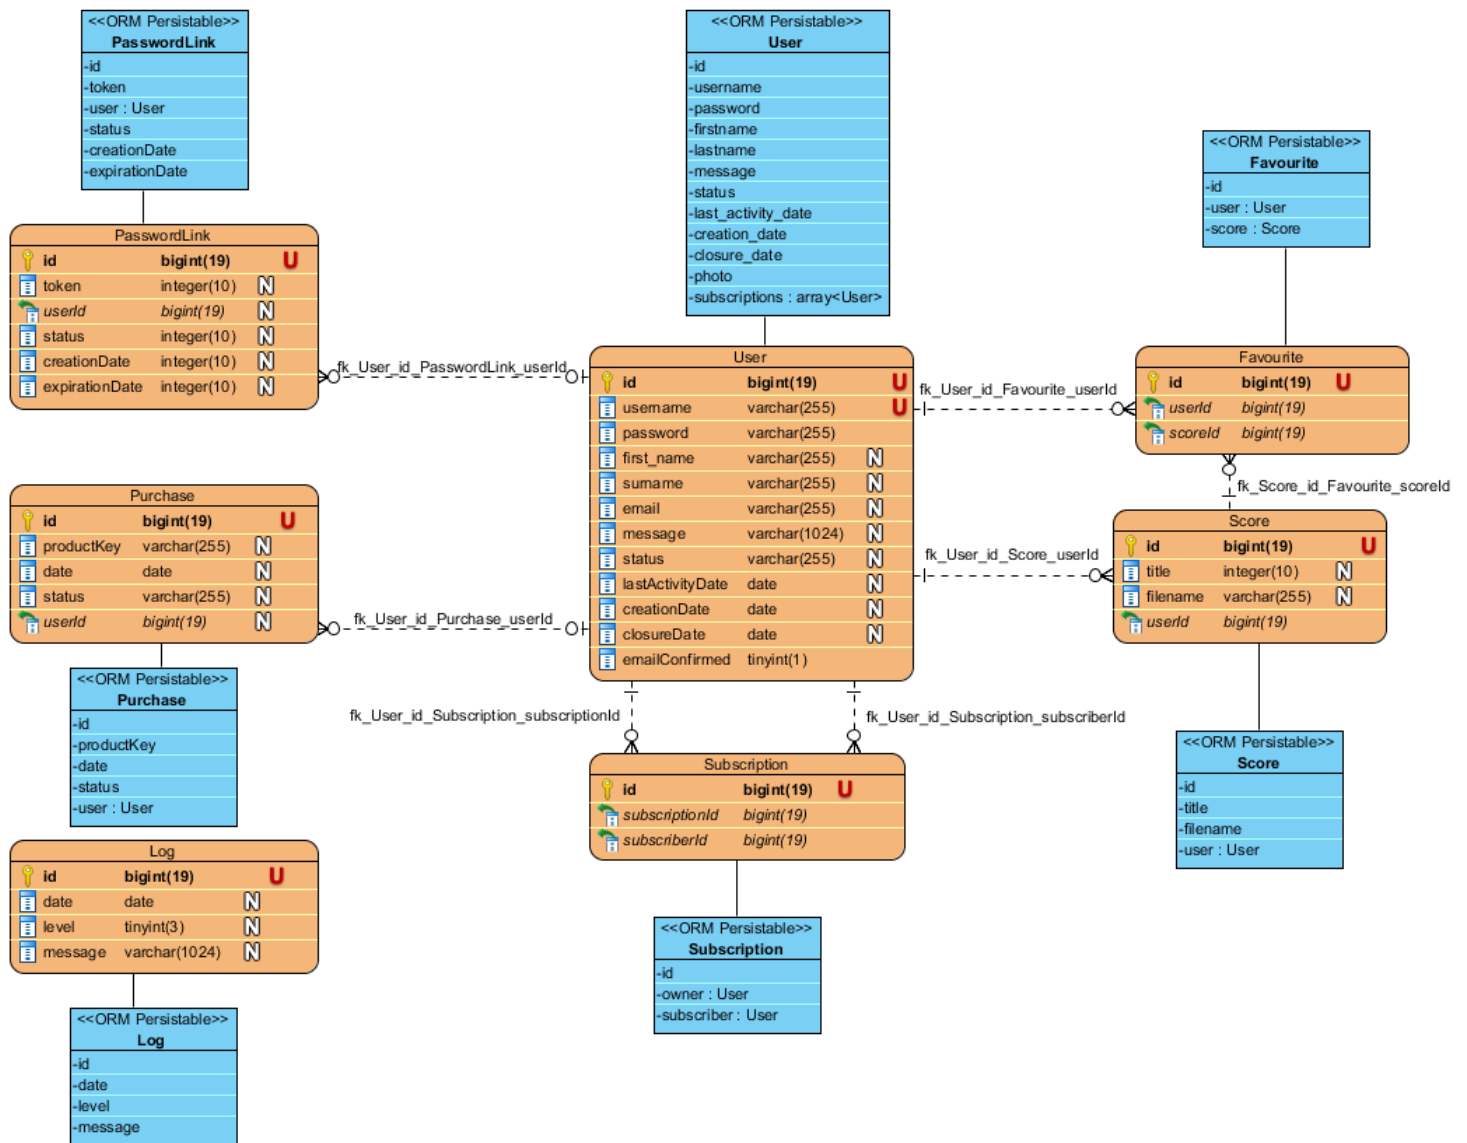 <<ORM Persistable>>
PasswordLink
-id
-token
-user : User
-status
-creationDate
-expirationDate
PasswordLink
id bigint(19) U
token integer(10) N
userId bigint(19) N
status integer(10) N
creationDate integer(10) N
expirationDate integer(10) N
fk_User_id_PasswordLink_userId
Purchase
id bigint(19) U
productKey varchar(255) N
date date N
status varchar(255) N
userId bigint(19) N
fk_User_id_Purchase_userId
<<ORM Persistable>>
Purchase
-id
-productKey
-date
-status
-user : User
Log
id bigint(19) U
date date N
level tinyint(3) N
message varchar(1024) N
<<ORM Persistable>>
Log
-id
-date
-level
-message
<<ORM Persistable>>
User
-id
-username
-password
-firstname
-lastname
-message
-status
-last_activity_date
-creation_date
-closure_date
-photo
-subscriptions : array<User>
User
id bigint(19) U
username varchar(255) U
password varchar(255)
first_name varchar(255) N
surname varchar(255) N
email varchar(255) N
message varchar(1024) N
status varchar(255) N
lastActivityDate date N
creationDate date N
closureDate date N
emailConfirmed tinyint(1)
fk_User_id_Subscription_subscriptionId
fk_User_id_Subscription_subscriberId
Subscription
id bigint(19) U
subscriptionId bigint(19)
subscriberId bigint(19)
<<ORM Persistable>>
Subscription
-id
-owner : User
-subscriber : User
<<ORM Persistable>>
Favourite
-id
-user : User
-score : Score
fk_User_id_Favourite_userId
Favourite
id bigint(19) U
userId bigint(19)
scoreId bigint(19)
fk_Score_id_Favourite_scoreId
fk_User_id_Score_userId
Score
id bigint(19) U
title integer(10) N
filename varchar(255) N
userId bigint(19)
<<ORM Persistable>>
Score
-id
-title
-filename
-user : User